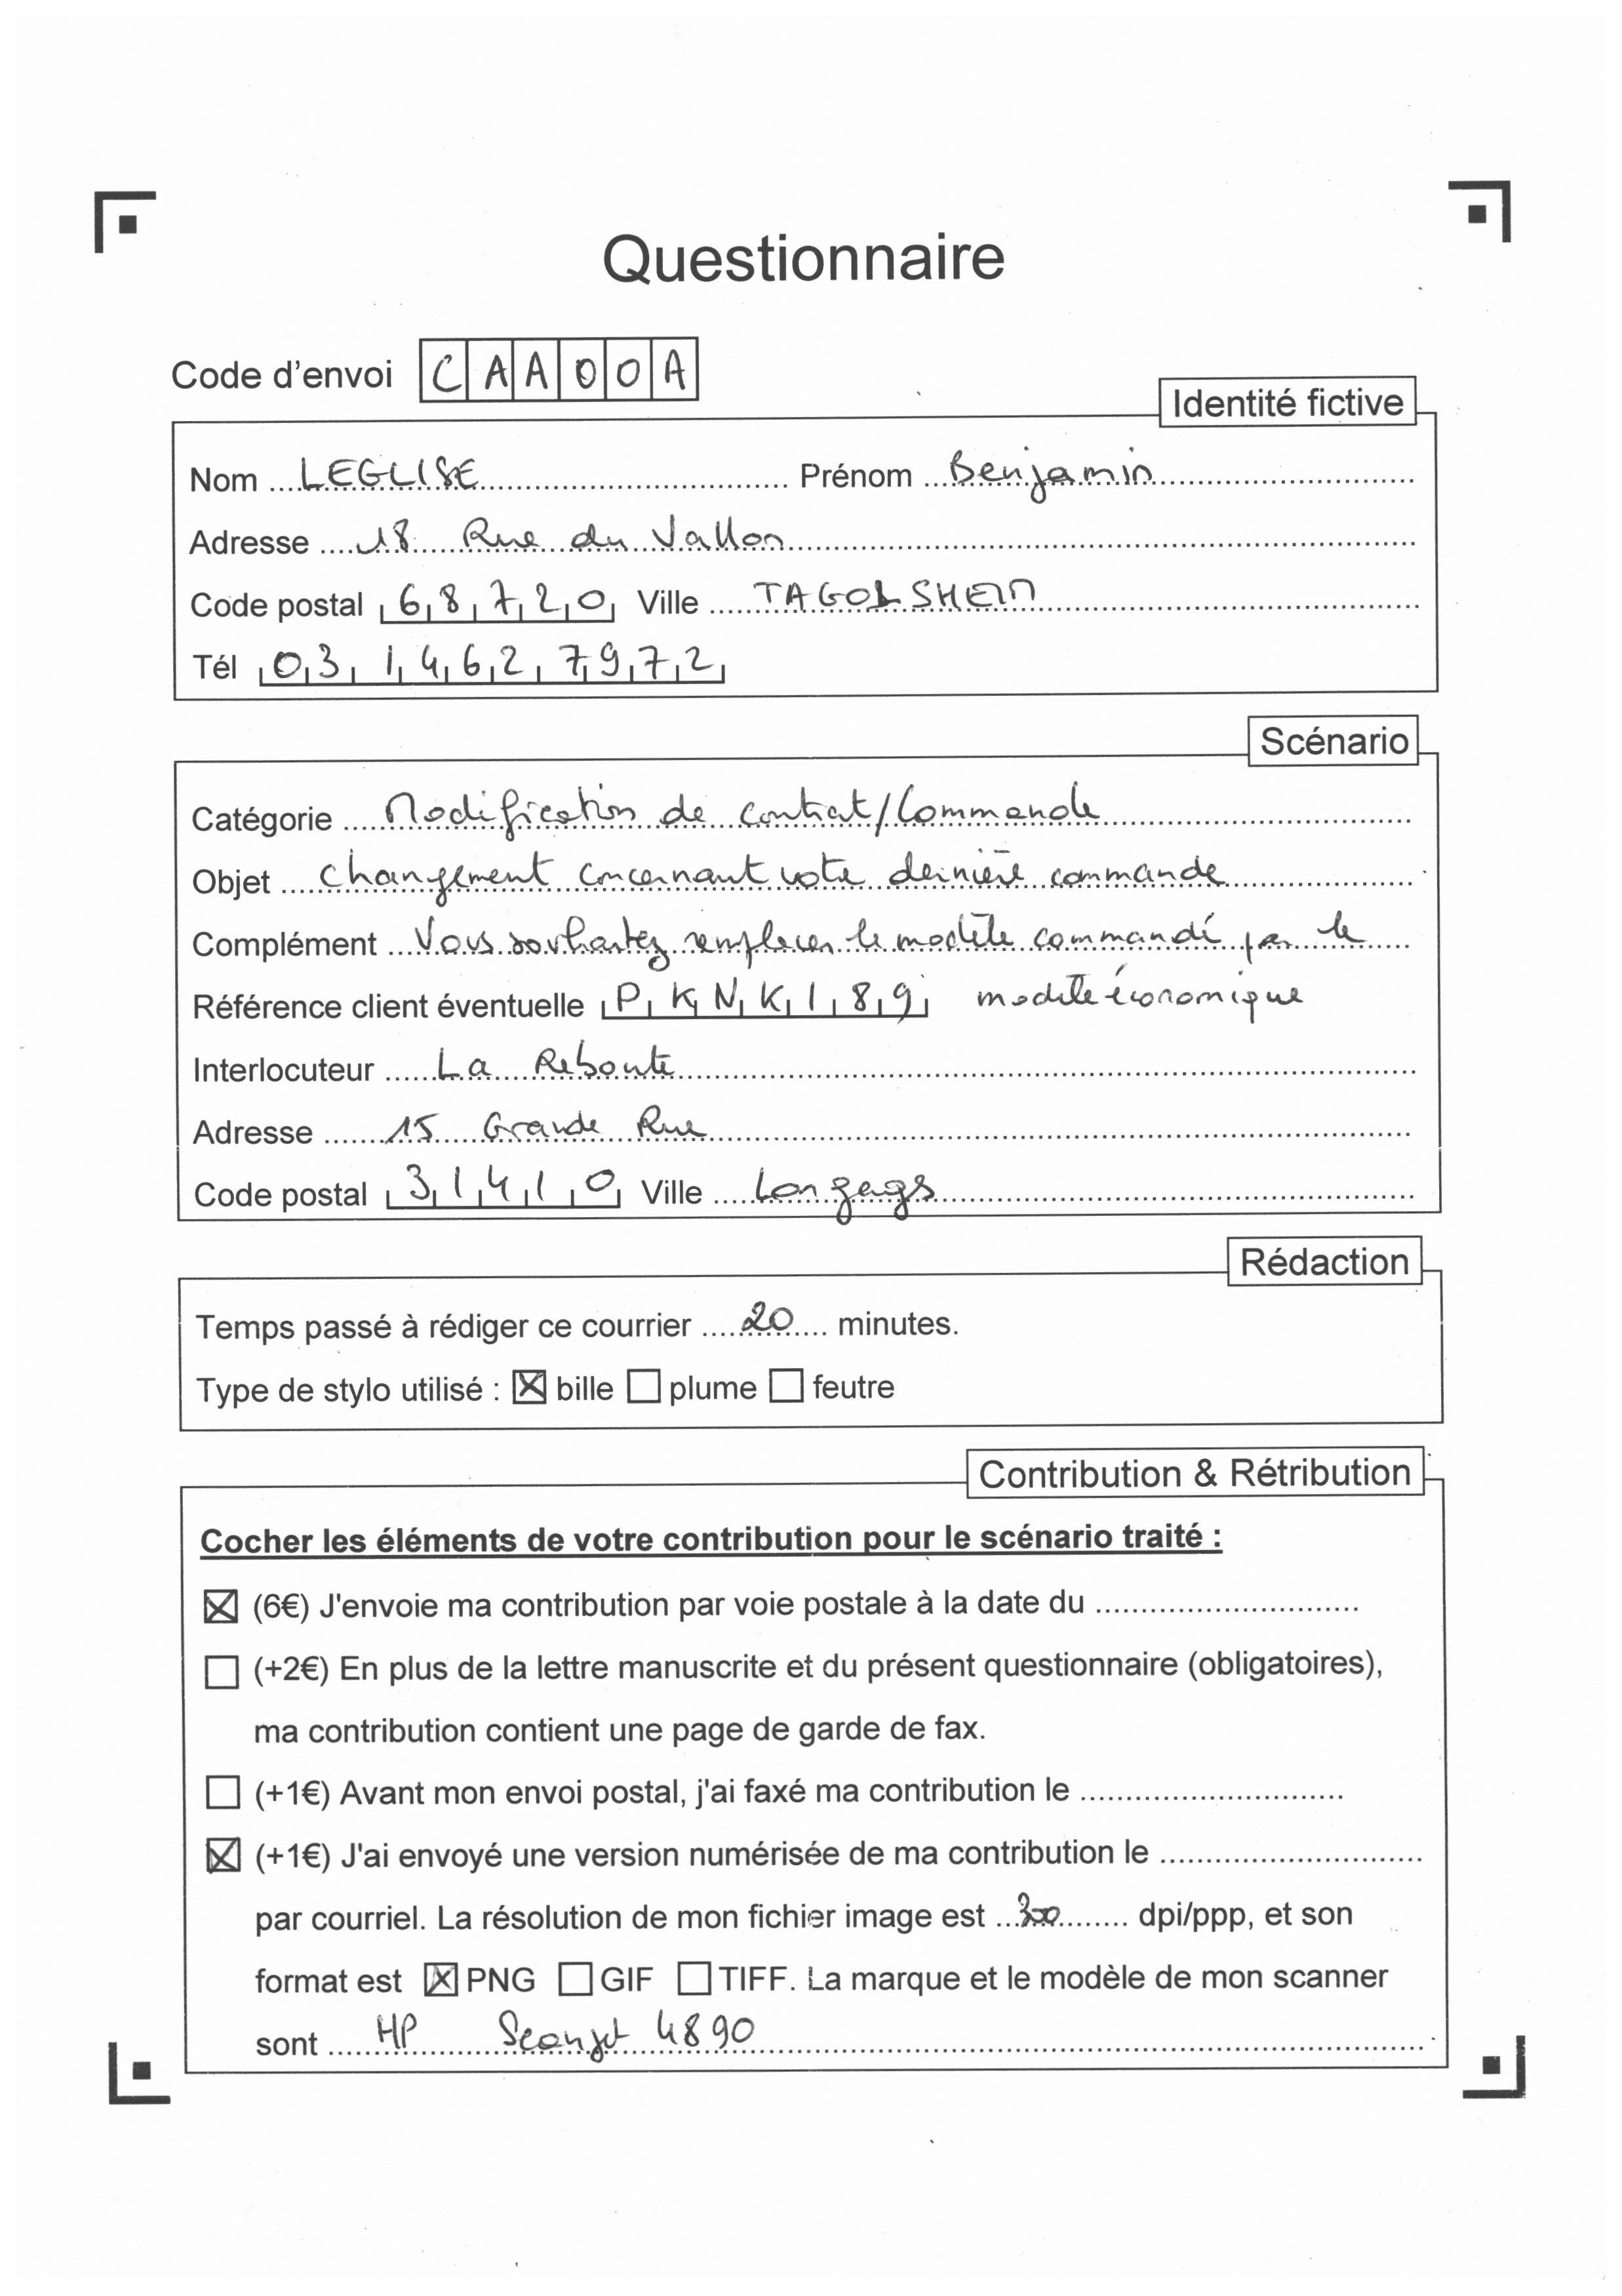 Questionnaire
Code d'envoi CAA00A
Identité fictive
Nom LEGLISE Prénom Benjamin
Adresse 18 Rue du Vallon
Code postal 68720 Ville TAGOLSHEIN
Tél 03 14 62 79 72
Scénario
Catégorie Modification de contrat/Commande
Objet changement concernant votre dernière commande
Complément Vous souhaitez remplacer le modèle commandé par le
Référence client éventuelle PKNK189 modèle économique
Interlocuteur La Reboute
Adresse 15 Grande Rue
Code postal 31410 Ville Longages
Rédaction
Temps passé à rédiger ce courrier 20 minutes.
Type de stylo utilisé : ☒ bille ☐ plume ☐ feutre
Contribution & Rétribution
Cocher les éléments de votre contribution pour le scénario traité :
☒ (6€) J'envoie ma contribution par voie postale à la date du
☐ (+2€) En plus de la lettre manuscrite et du présent questionnaire (obligatoires),
ma contribution contient une page de garde de fax.
☐ (+1€) Avant mon envoi postal, j'ai faxé ma contribution le
☒ (+1€) J'ai envoyé une version numérisée de ma contribution le
par courriel. La résolution de mon fichier image est 300 dpi/ppp, et son
format est ☒ PNG ☐ GIF ☐ TIFF. La marque et le modèle de mon scanner
sont HP Scanjet 4890